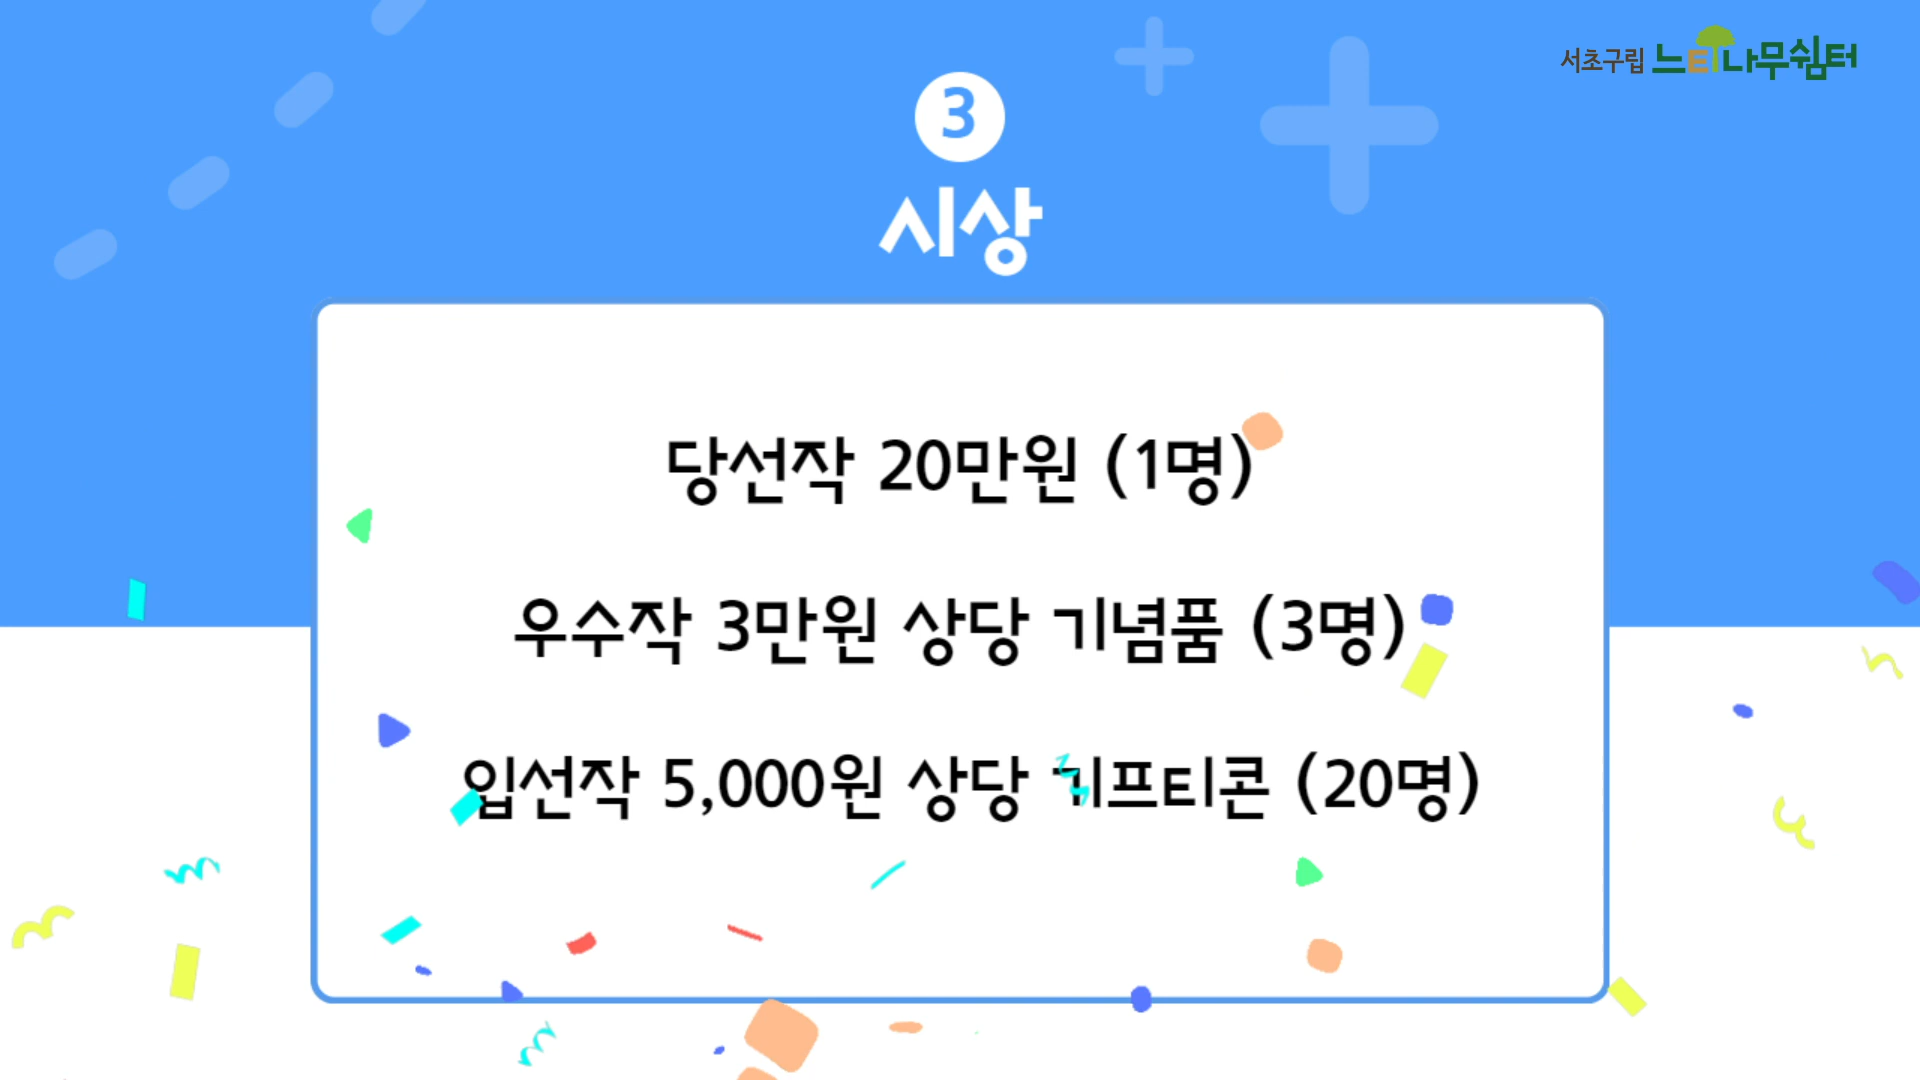 서초구립 느티나무쉼터
3
시상
당선작 20만원 (1명)
우수작 3만원 상당 기념품 (3명)
입선작 5,000원 상당 기프티콘 (20명)